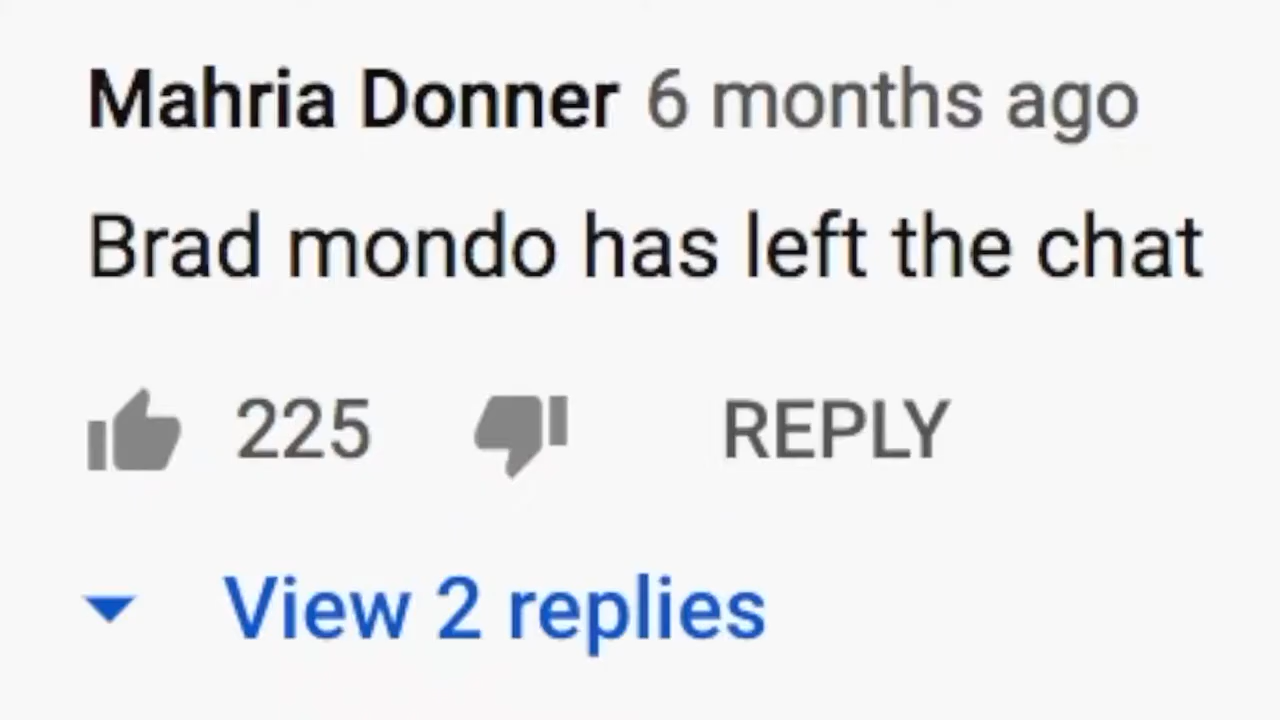 Mahria Donner 6 months ago
Brad mondo has left the chat
225 REPLY
View 2 replies